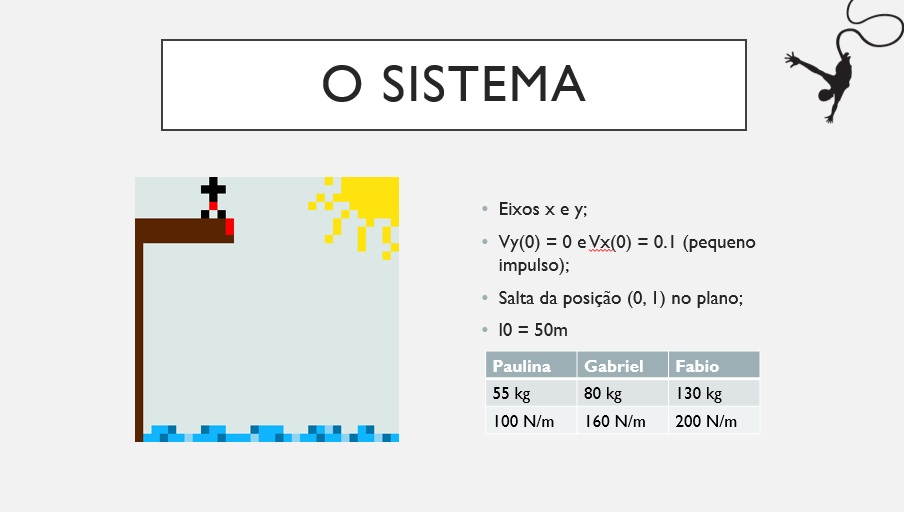 O SISTEMA
• Eixos x e y;
• Vy(0) = 0 e Vx(0) = 0.1 (pequeno
impulso);
• Salta da posição (0, 1) no plano;
• l0 = 50m
Paulina Gabriel Fabio
55 kg 80 kg 130 kg
100 N/m 160 N/m 200 N/m